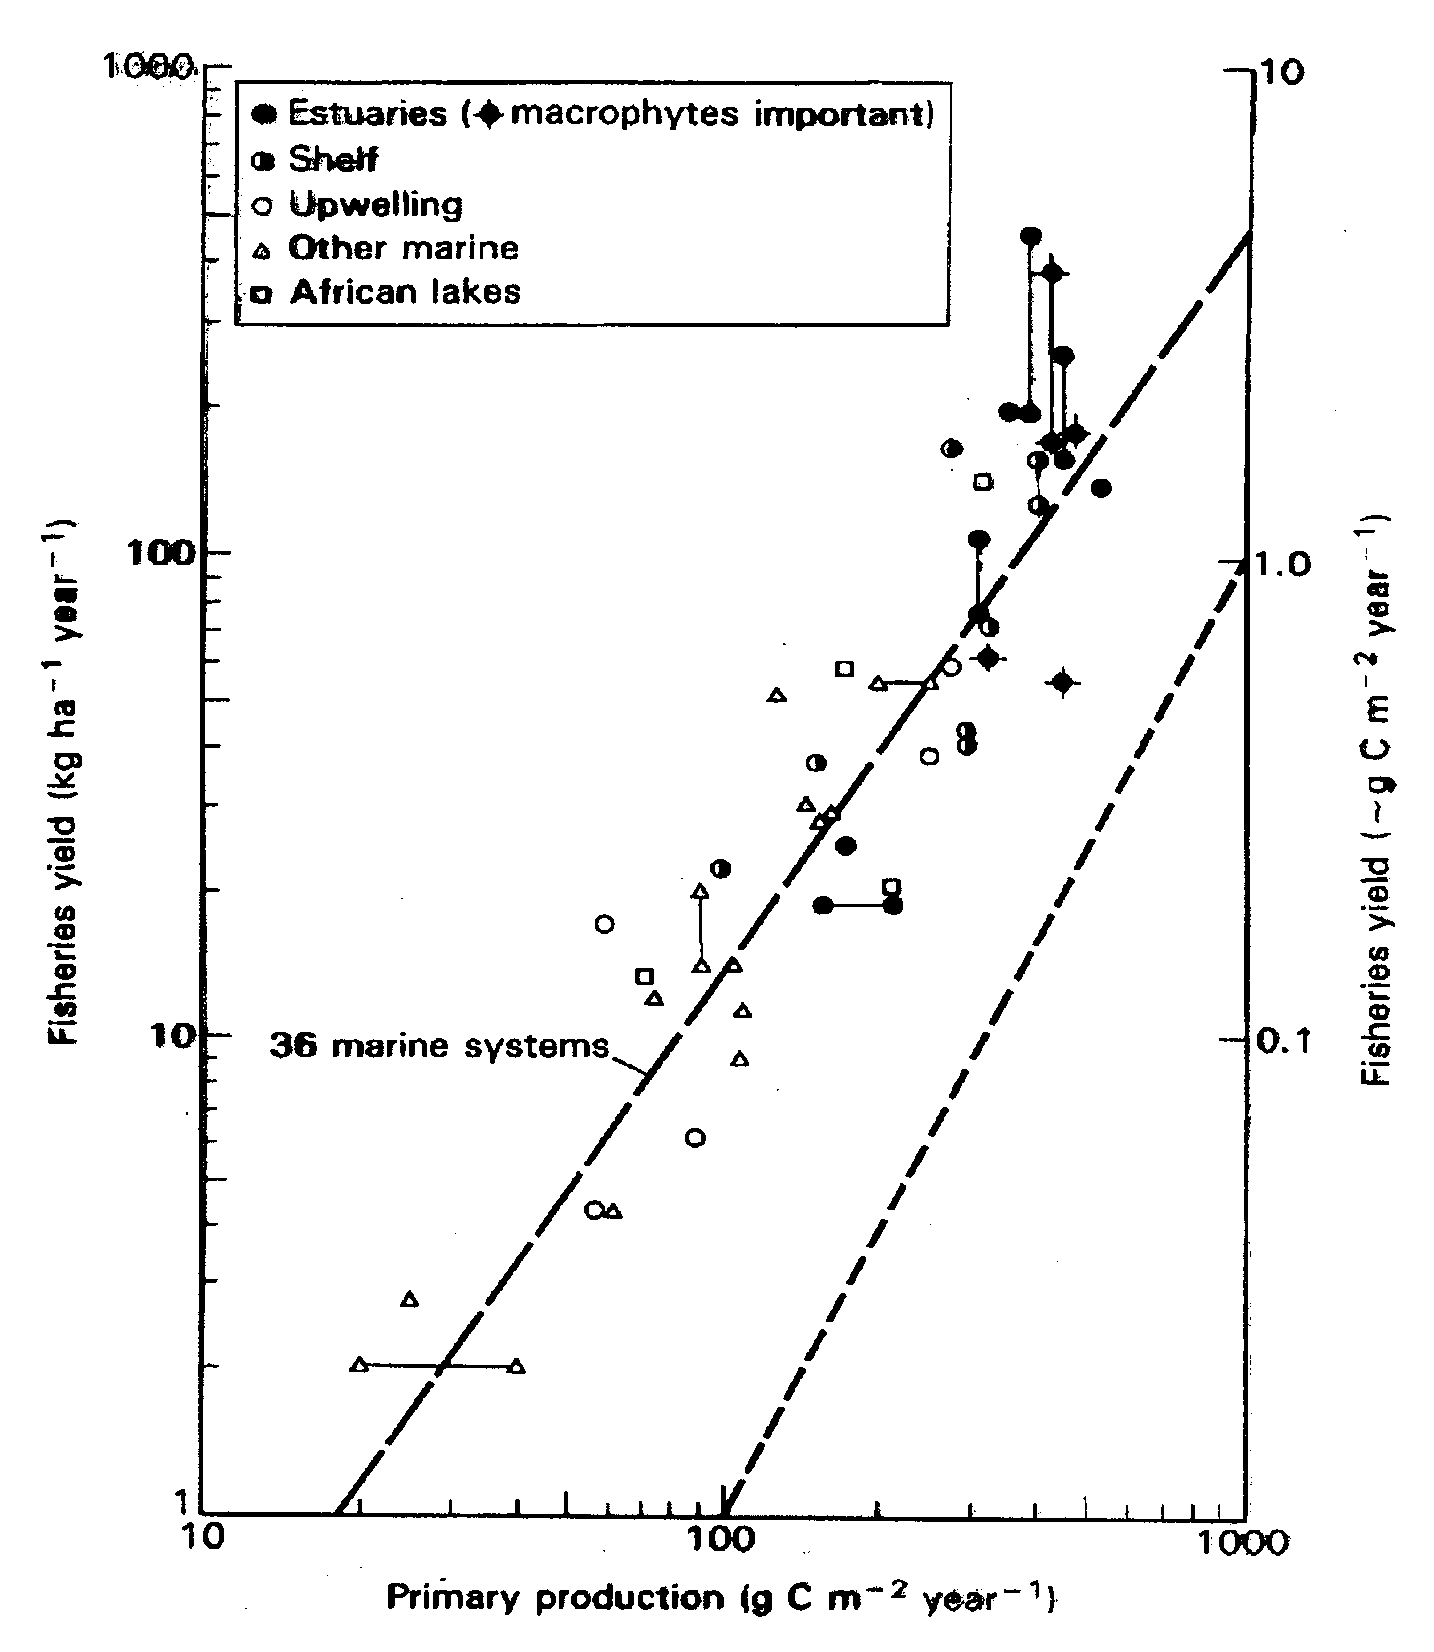 1000
10
Estuaries ( macrophytes important)
Shelf
Upwelling
Other marine
African lakes
100
1.0
Fisheries yield (kg ha⁻¹ year⁻¹)
Fisheries yield (~g C m⁻² year⁻¹)
10
36 marine systems
0.1
1
10
100
1000
Primary production (g C m⁻² year⁻¹)